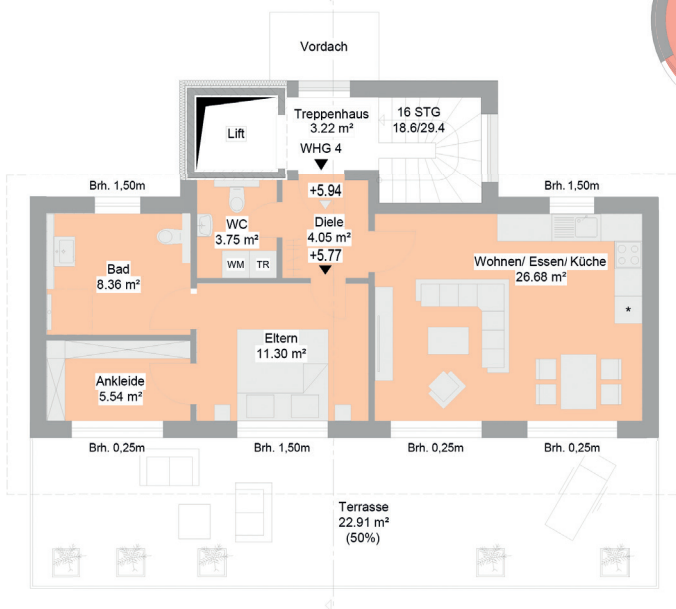 Vordach
Lift
Treppenhaus
3.22 m²
16 STG
18.6/29.4
WHG 4
Brh. 1,50m
+5.94
Brh. 1,50m
WC
3.75 m²
Diele
4.05 m²
+5.77
WM
TR
Bad
8.36 m²
Wohnen/ Essen/ Küche
26.68 m²
*
Eltern
11.30 m²
Ankleide
5.54 m²
Brh. 0,25m
Brh. 1,50m
Brh. 0,25m
Brh. 0,25m
Terrasse
22.91 m²
(50%)